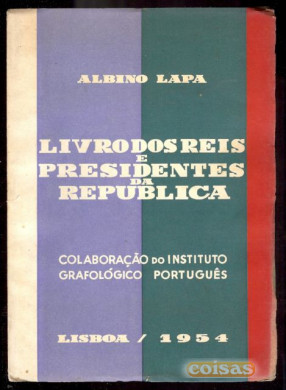 ALBINO LAPA
LIVRO DOS REIS
E
PRESIDENTES
DA
REPUBLICA
COLABORAÇÃO DO INSTITUTO
GRAFOLÓGICO PORTUGUÊS
LISBOA / 1954
coisas